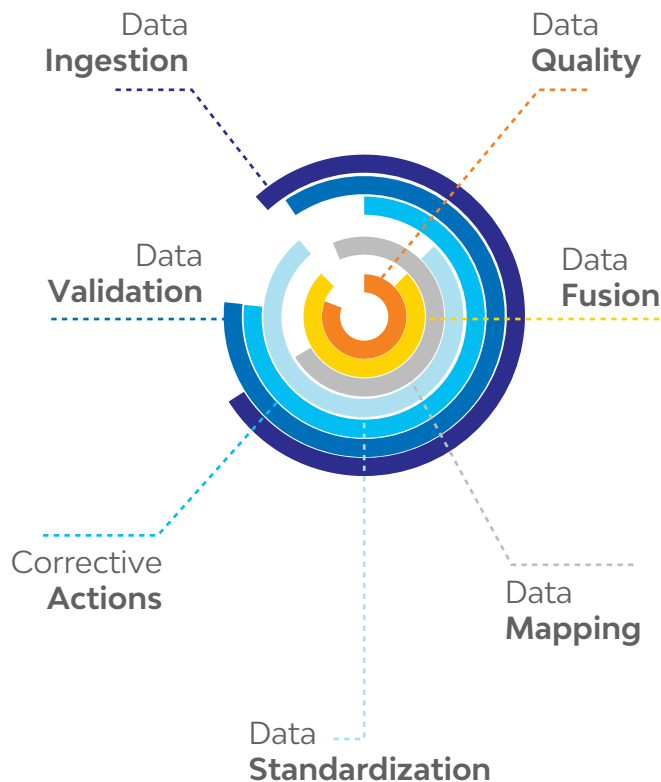 Data
Ingestion
Data
Quality
Data
Validation
Data
Fusion
Corrective
Actions
Data
Mapping
Data
Standardization